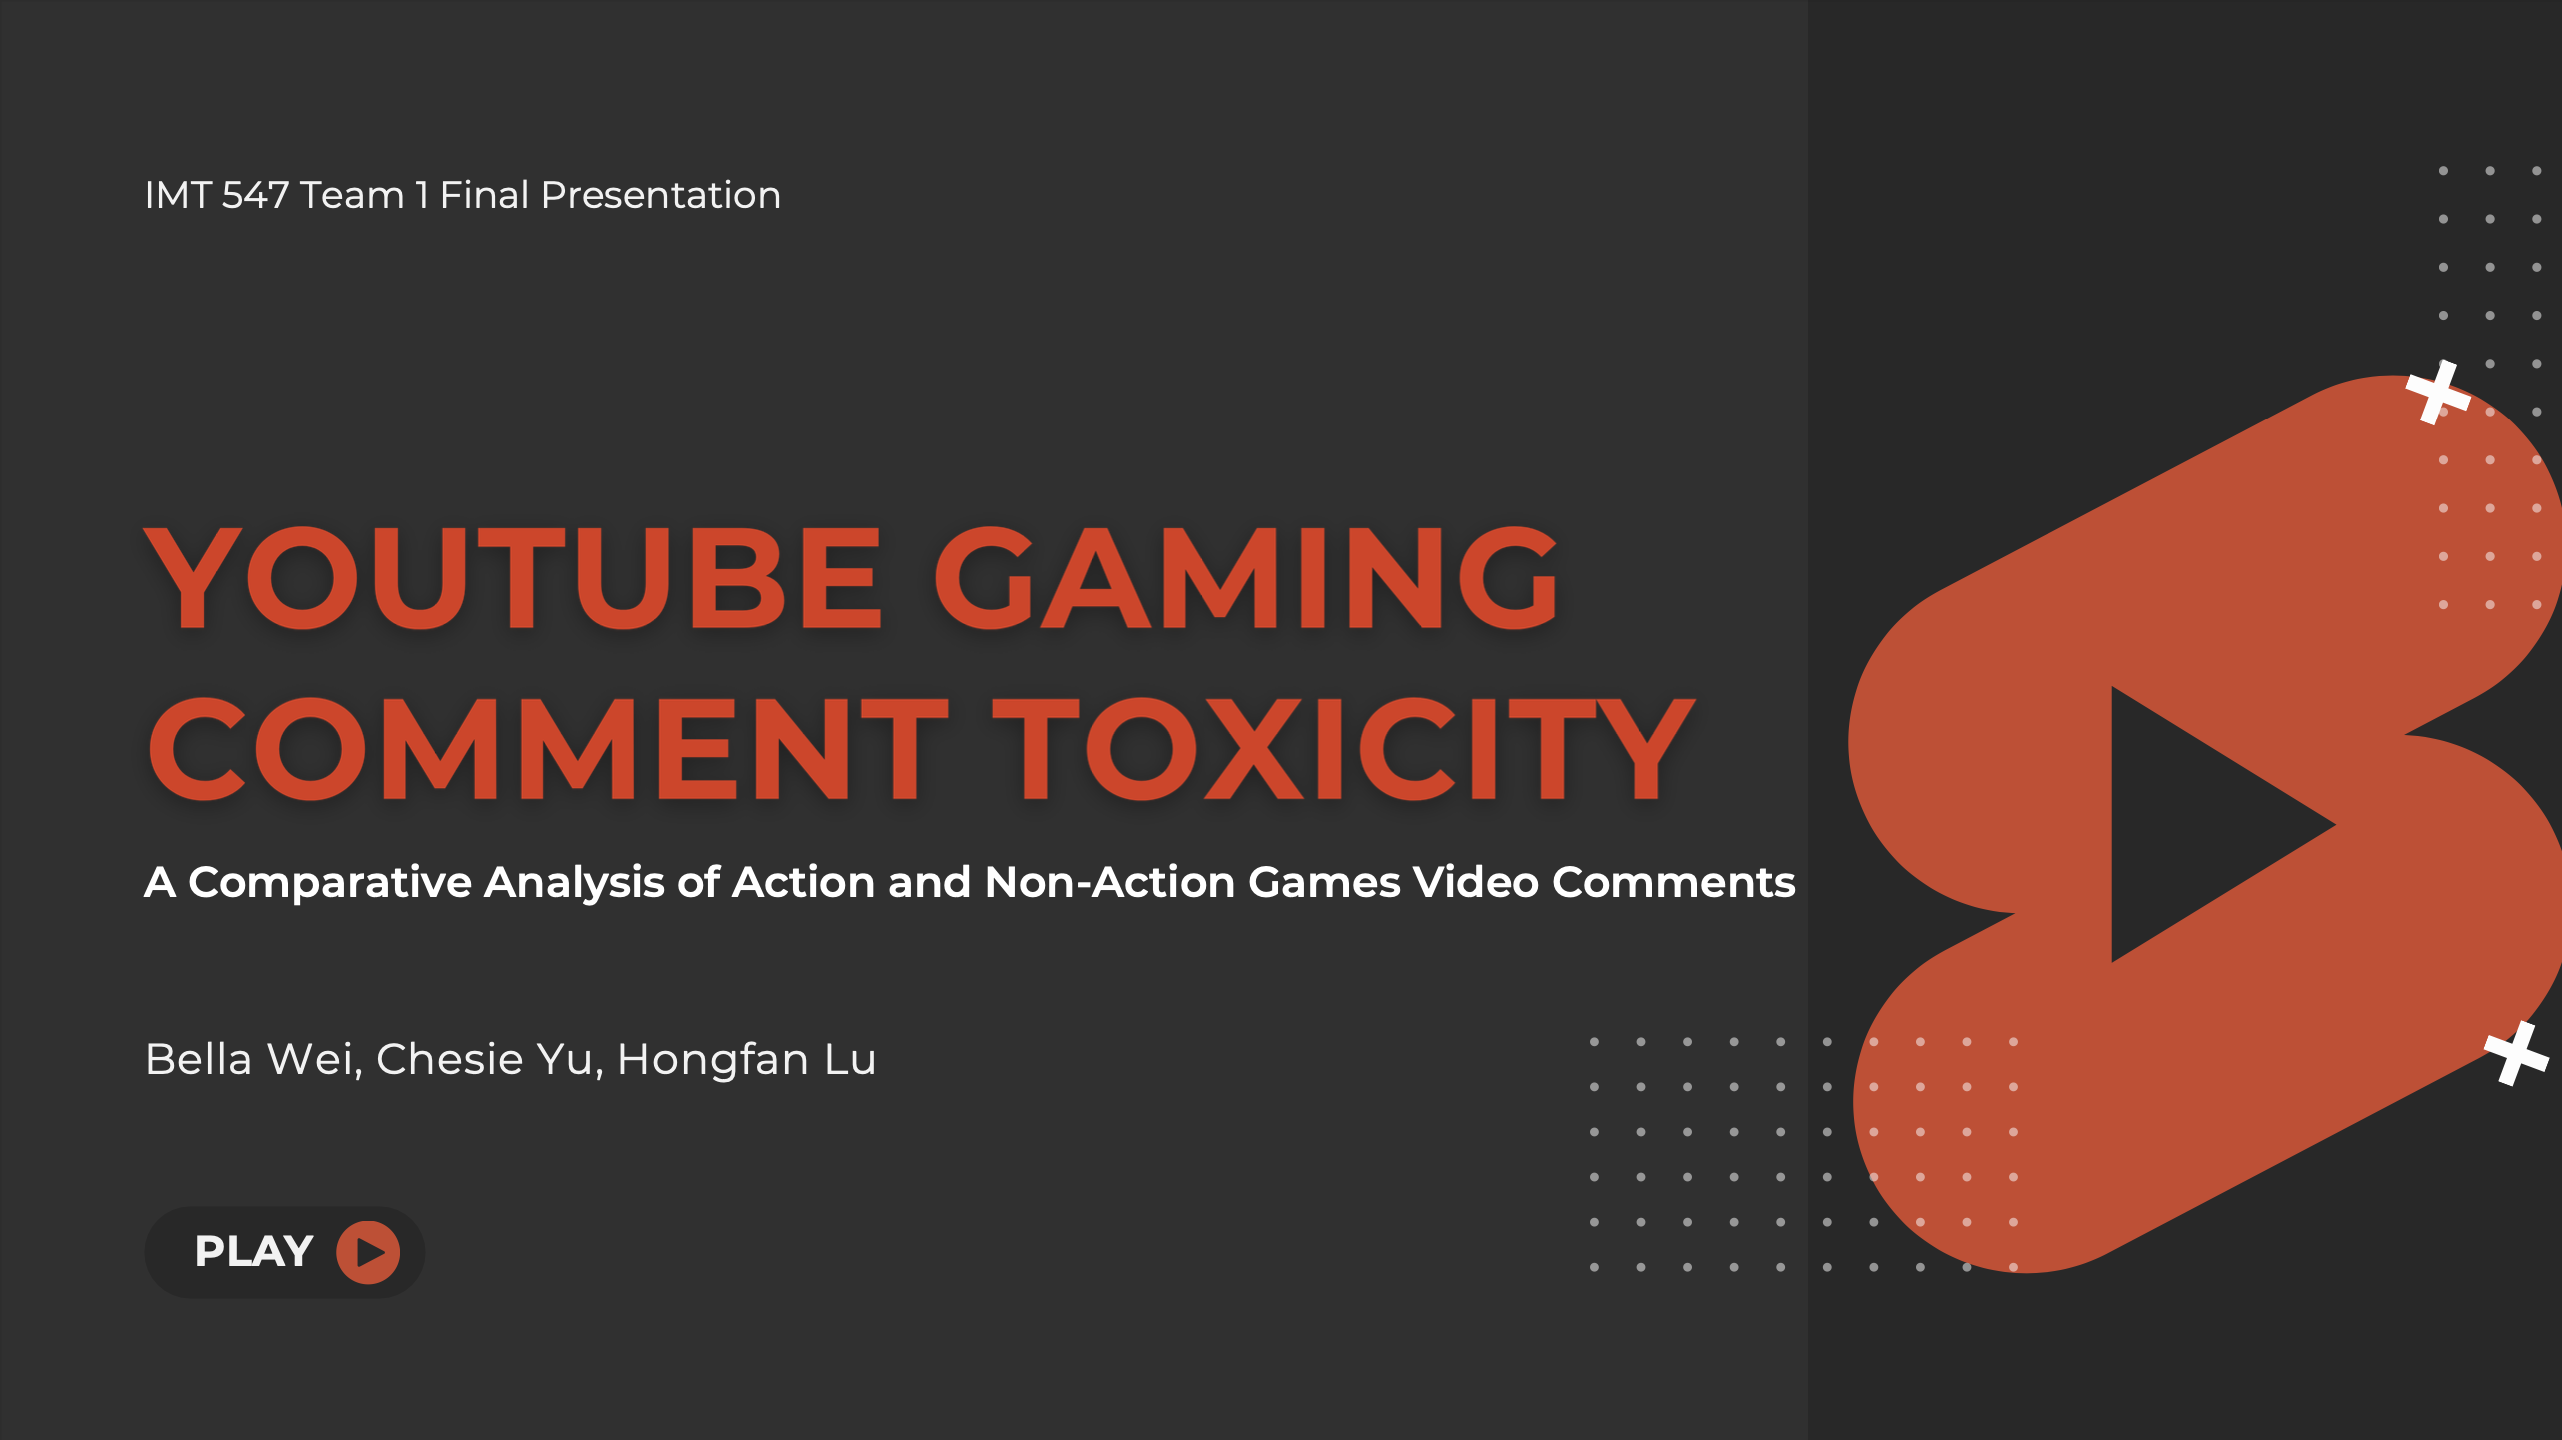 IMT 547 Team 1 Final Presentation
YOUTUBE GAMING
COMMENT TOXICITY
A Comparative Analysis of Action and Non-Action Games Video Comments
Bella Wei, Chesie Yu, Hongfan Lu
PLAY